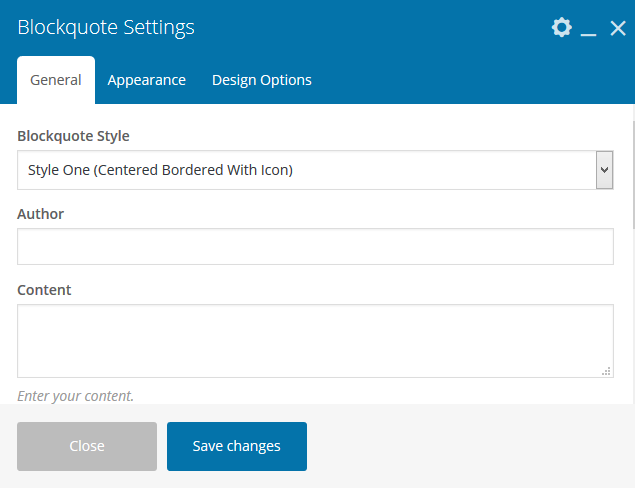 Blockquote Settings
General Appearance Design Options
Blockquote Style
Style One (Centered Bordered With Icon)
Author
Content
Enter your content.
Close Save changes